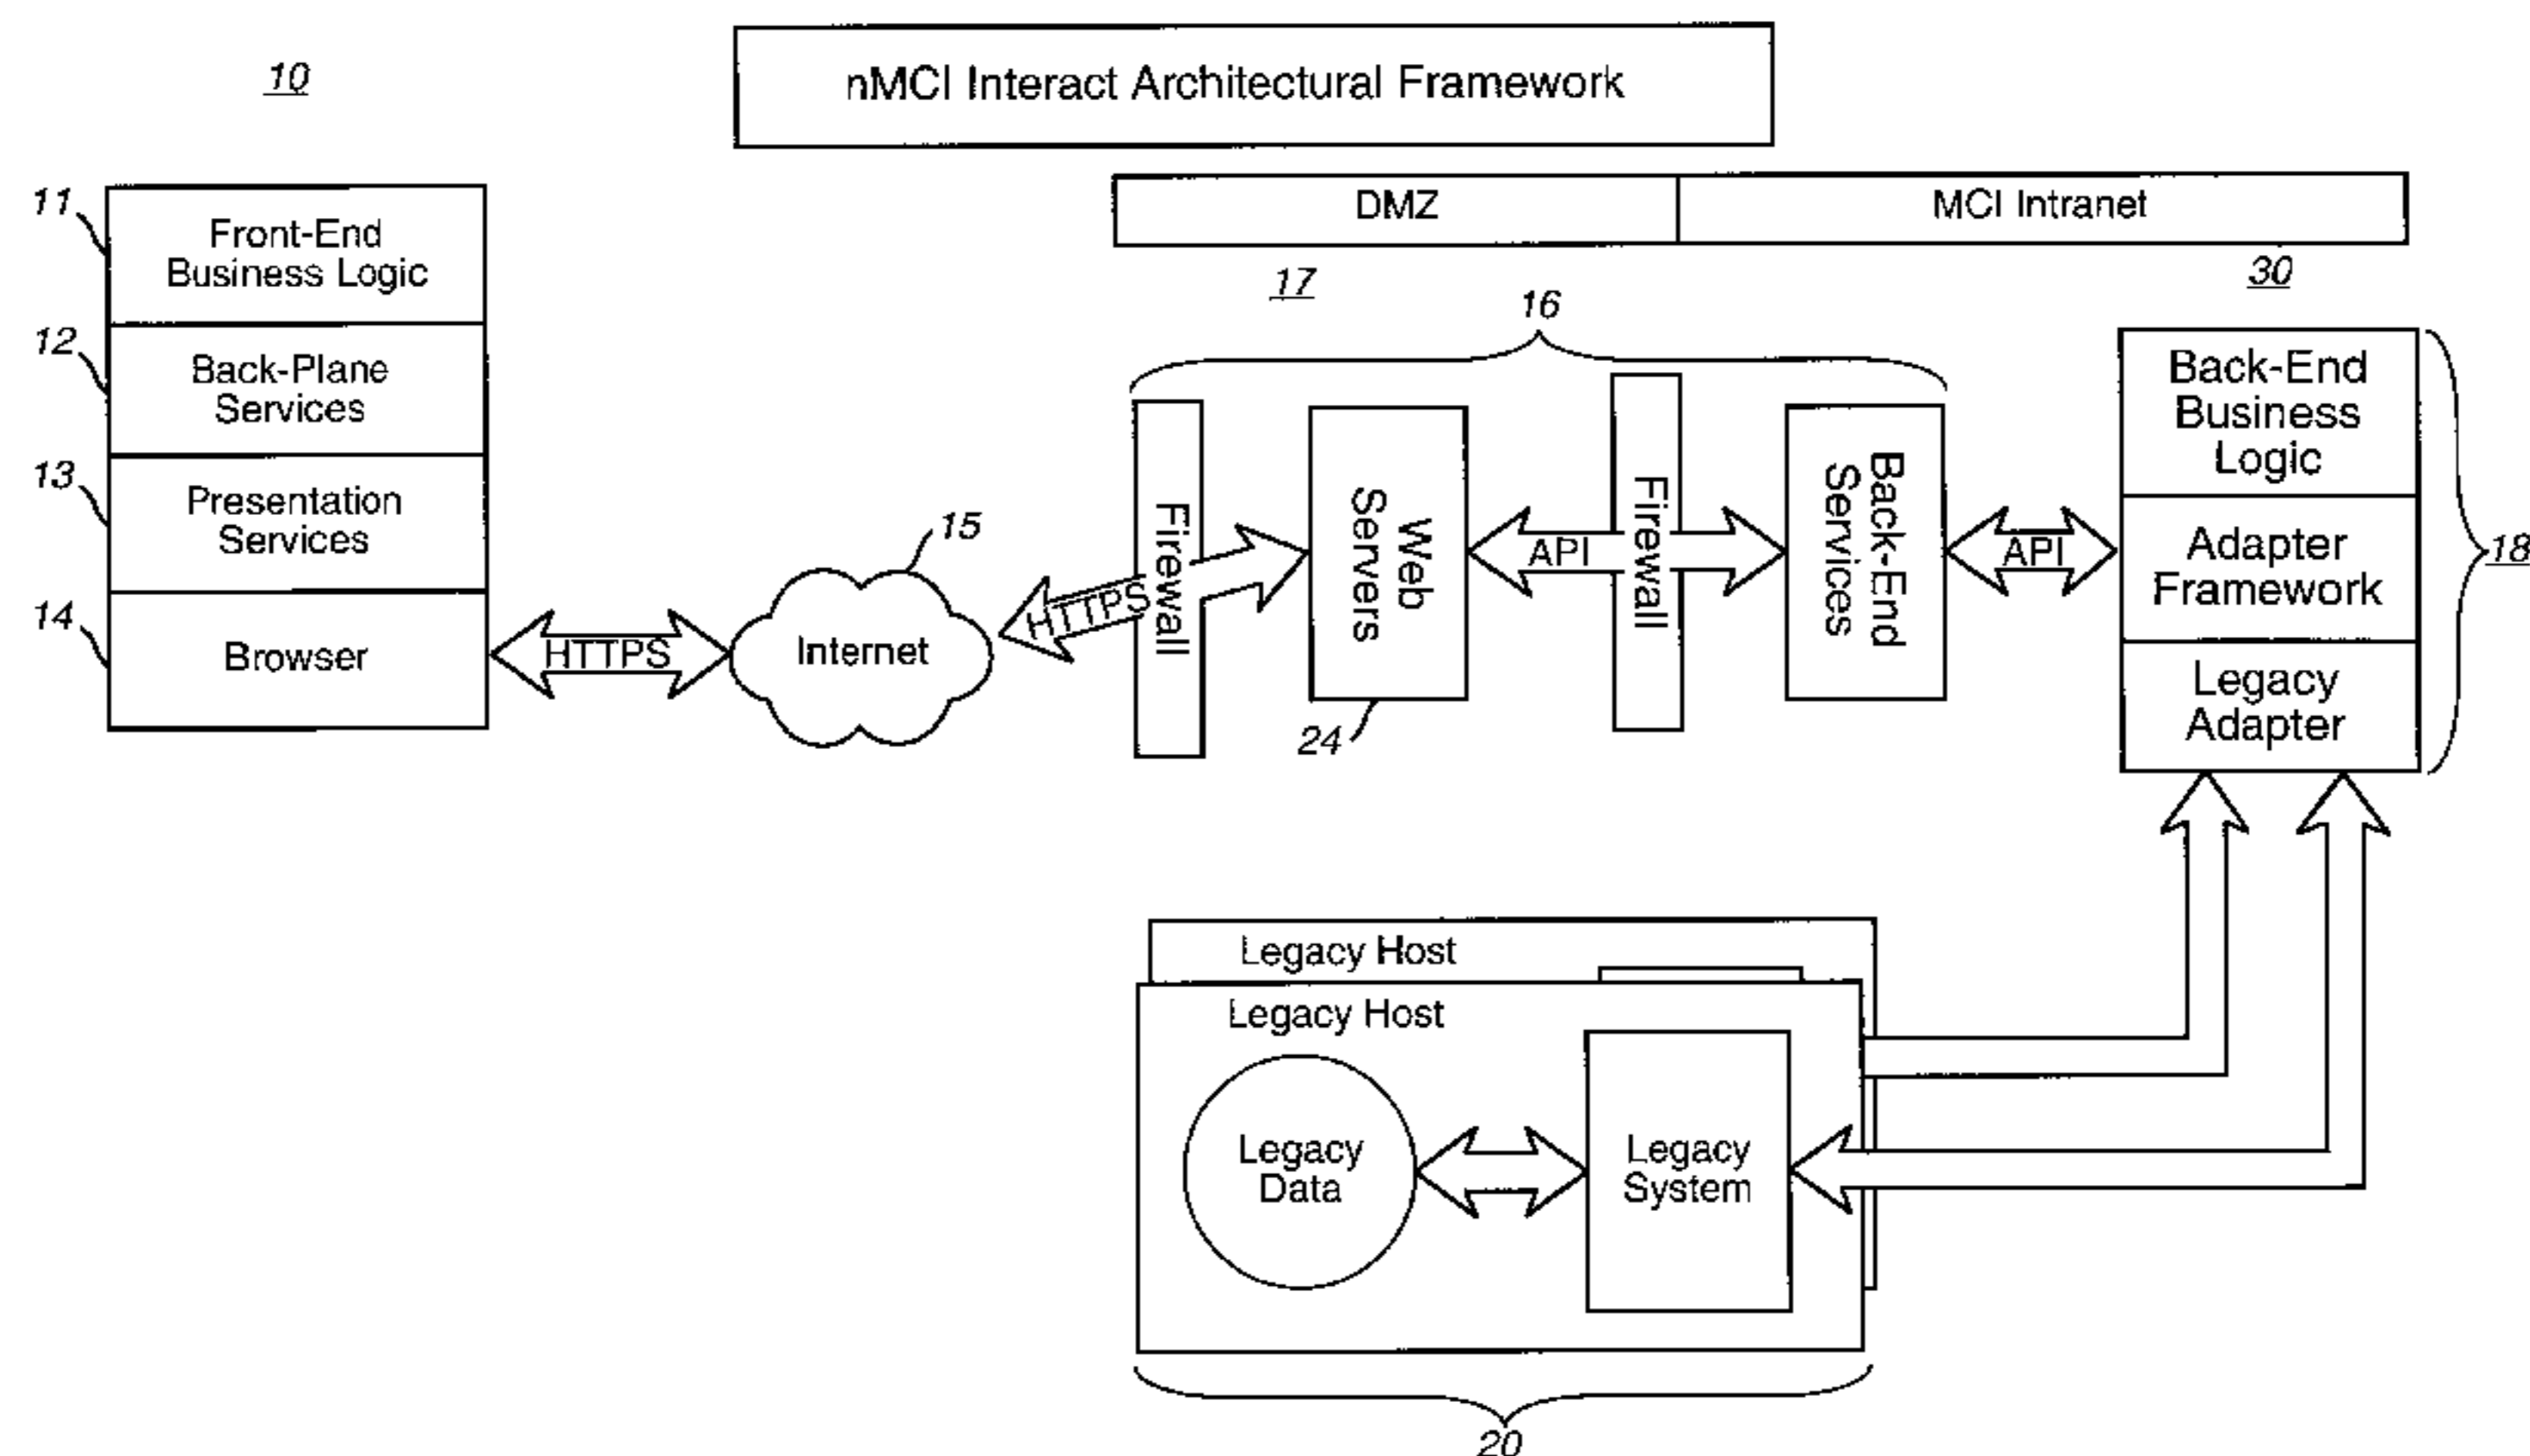 10
nMCI Interact Architectural Framework
DMZ
MCI Intranet
17
30
16
11
Front-End
Business Logic
12
Back-Plane
Services
13
Presentation
Services
14
Browser
HTTPS
15
Internet
HTTPS
Firewall
Web
Servers
24
API
Firewall
Back-End
Services
API
Back-End
Business
Logic
Adapter
Framework
Legacy
Adapter
18
Legacy Host
Legacy Host
Legacy
Data
Legacy
System
20